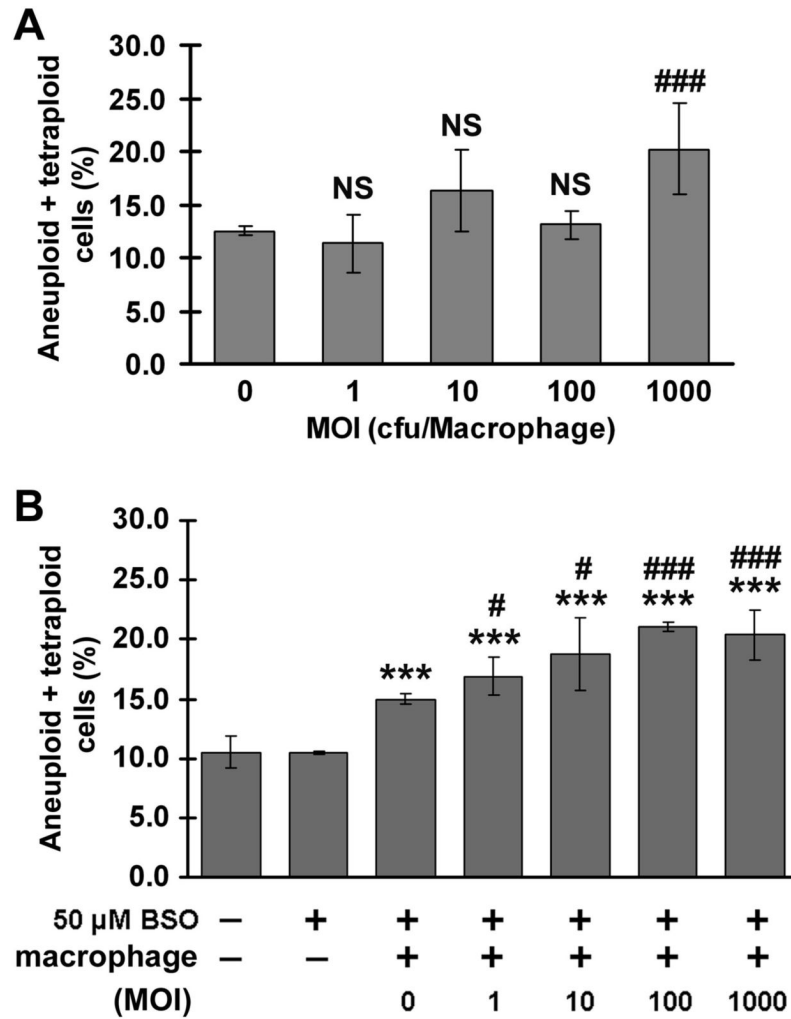 A
Aneuploid + tetraploid
cells (%)
30.0
25.0
20.0
15.0
10.0
5.0
0.0
NS
NS
NS
###
0 1 10 100 1000
MOI (cfu/Macrophage)
B
Aneuploid + tetraploid
cells (%)
30.0
25.0
20.0
15.0
10.0
5.0
0.0
***
#
***
#
***
###
***
###
***
50 µM BSO – + + + + + +
macrophage – – + + + + +
(MOI) 0 1 10 100 1000